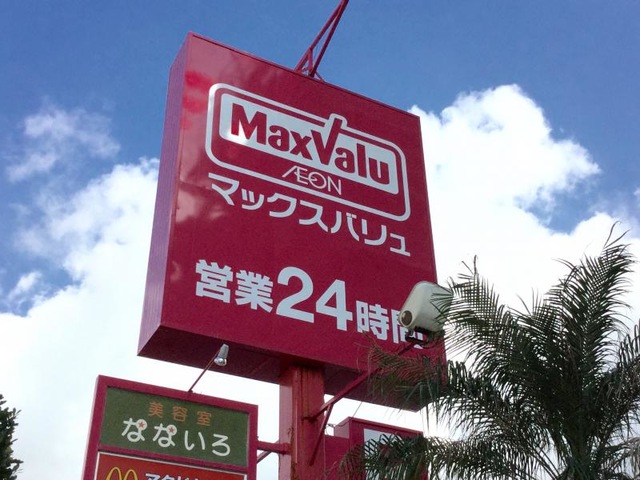 MaxValu
ÆON
マックスバリュ
営業24時間
美容室
なないろ